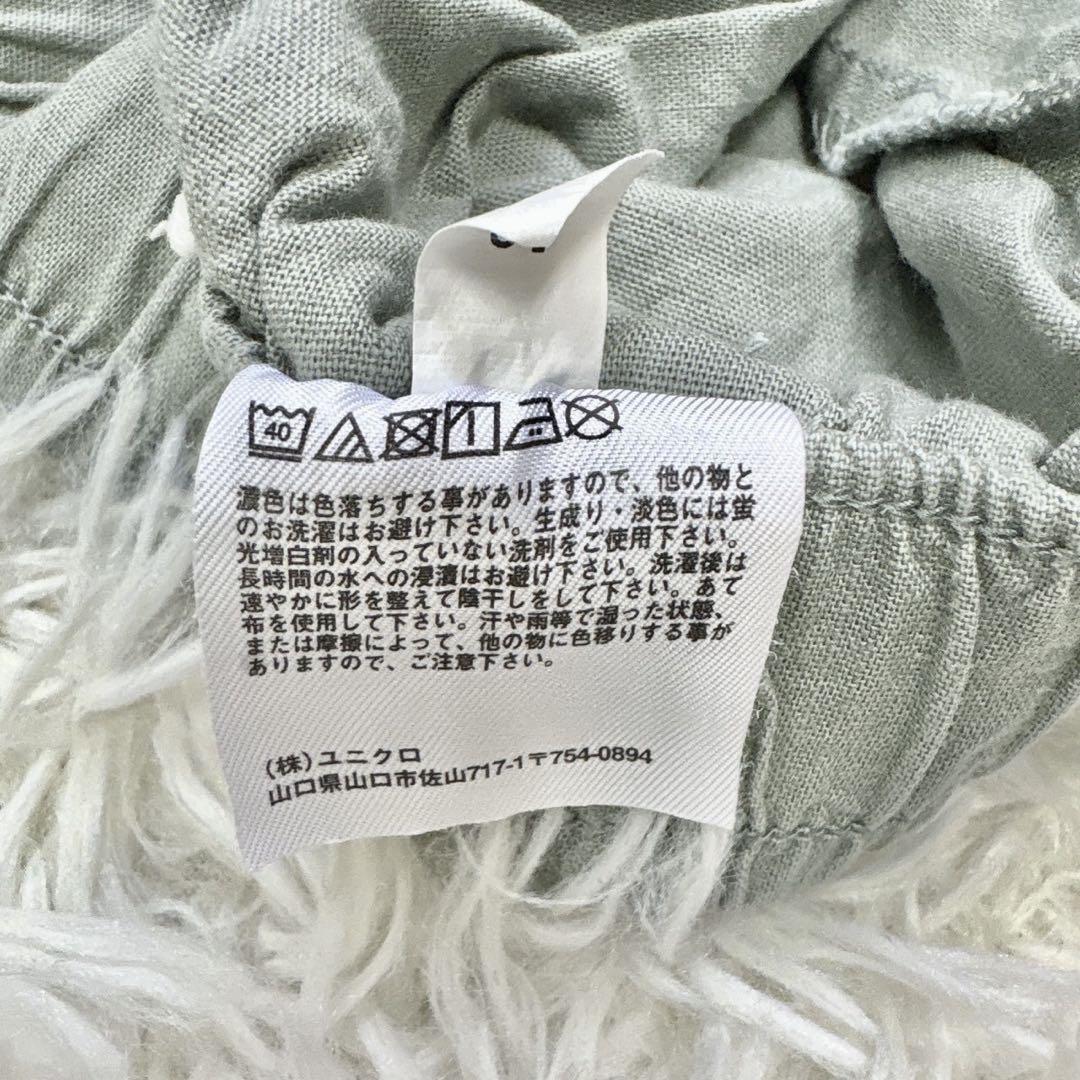 40
濃色は色落ちする事がありますので、他の物と
のお洗濯はお避け下さい。生成り・淡色には蛍
光増白剤の入っていない洗剤をご使用下さい。
長時間の水への浸漬はお避け下さい。洗濯後は
速やかに形を整えて陰干しをして下さい。あて
布を使用して下さい。汗や雨等で湿った状態、
または摩擦によって、他の物に色移りする事が
ありますので、ご注意下さい。
(株)ユニクロ
山口県山口市佐山717-1〒754-0894